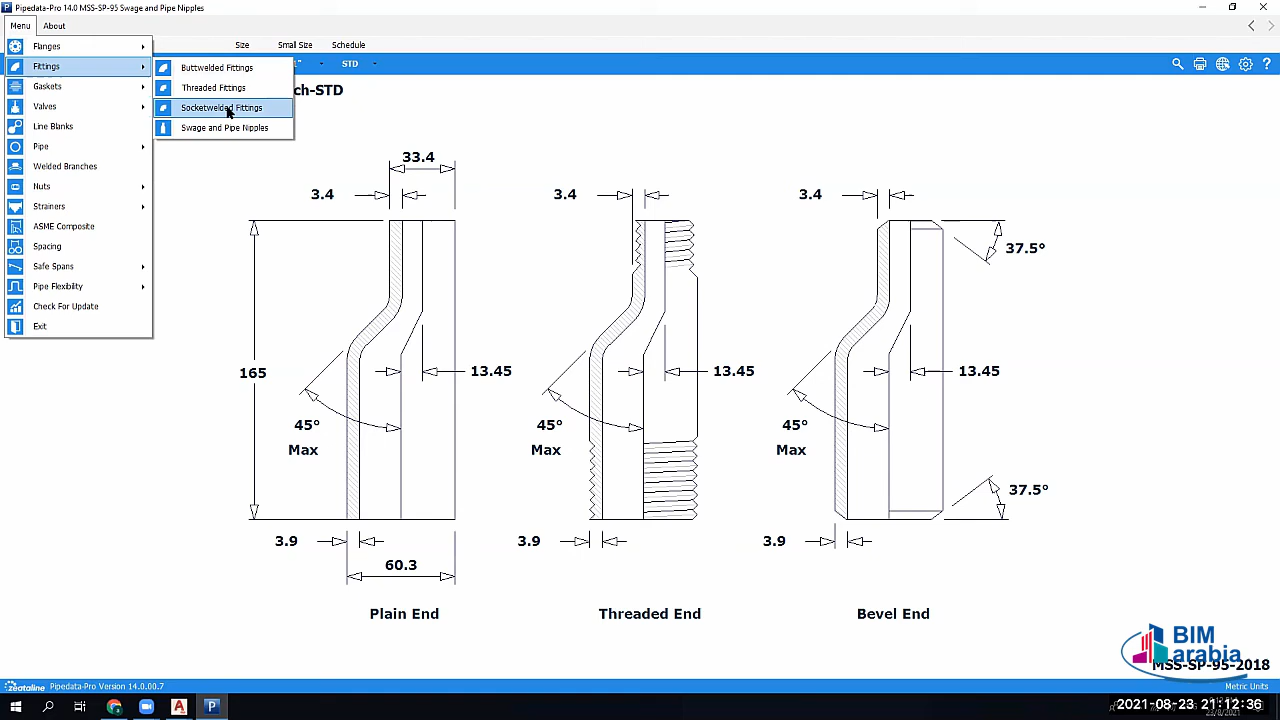 Pipedata-Pro 14.0 MSS-SP-95 Swage and Pipe Nipples
Menu About
Size Small Size Schedule
STD
ch-STD
Flanges
Fittings
Gaskets
Valves
Line Blanks
Pipe
Welded Branches
Nuts
Strainers
ASME Composite
Spacing
Safe Spans
Pipe Flexibility
Check For Update
Exit
Buttwelded Fittings
Threaded Fittings
Socketwelded Fittings
Swage and Pipe Nipples
33.4
3.4 3.4 3.4
37.5°
165 13.45 13.45 13.45
45° 45° 45°
Max Max Max
37.5°
3.9 3.9 3.9
60.3
Plain End Threaded End Bevel End
BIM
arabia
MSS-SP-95-2018
Zeataline Pipedata-Pro Version 14.0.00.7 Metric Units
2021-08-23 21:12:36